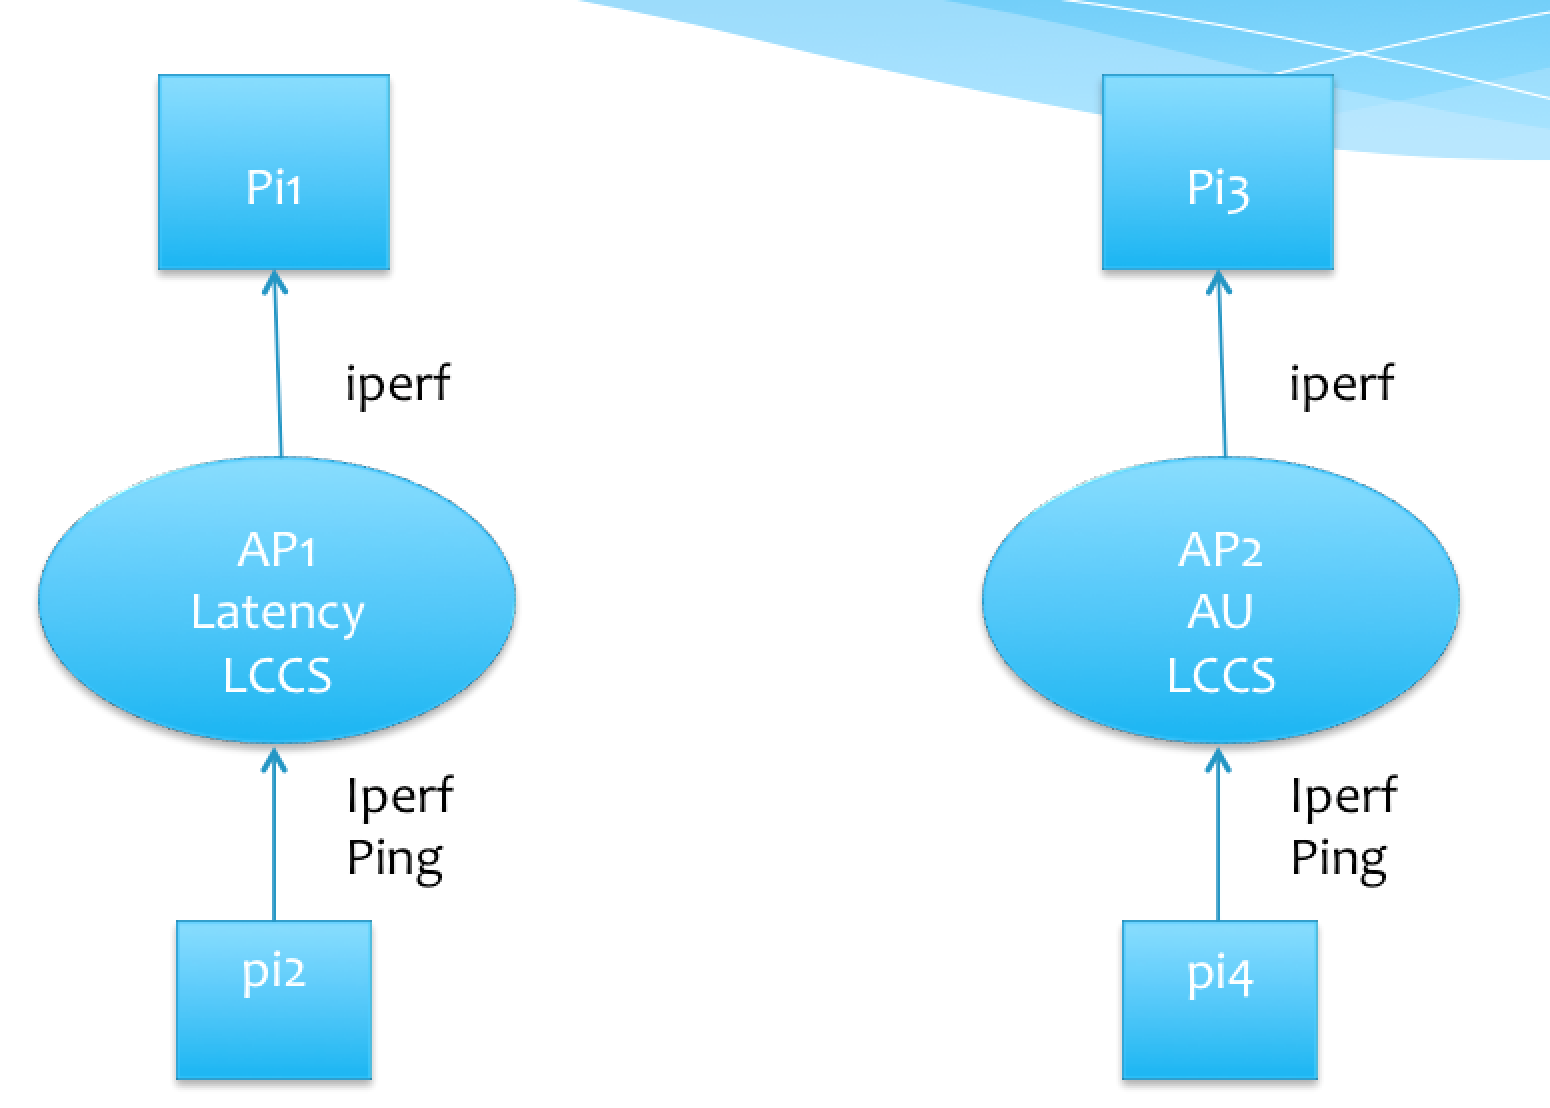 Pi1
Pi3
iperf
iperf
AP1
Latency
LCCS
AP2
AU
LCCS
Iperf
Ping
Iperf
Ping
pi2
pi4